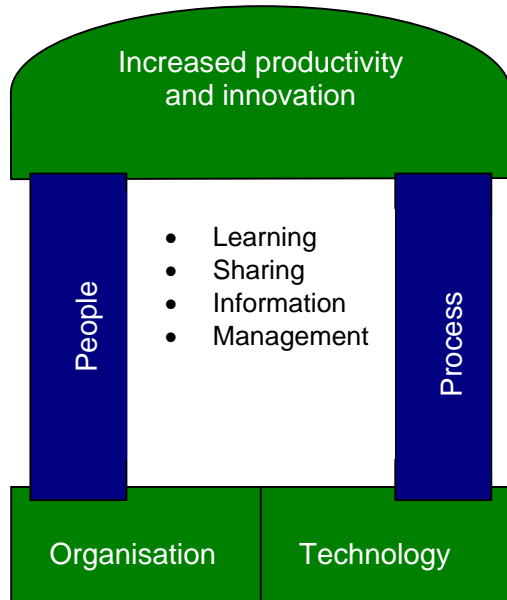 Increased productivity
and innovation
• Learning
• Sharing
• Information
• Management
People
Process
Organisation
Technology